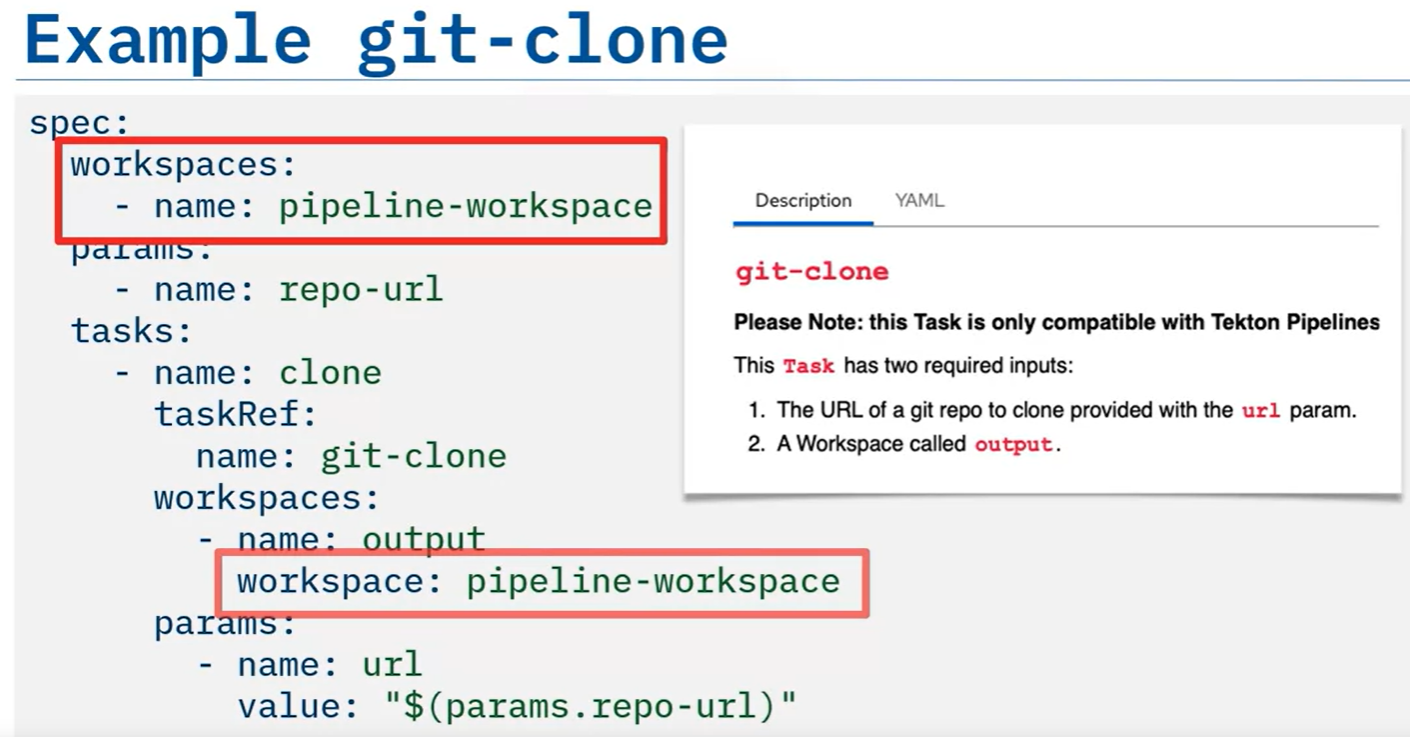 Example git-clone
spec:
workspaces:
- name: pipeline-workspace
params:
- name: repo-url
tasks:
- name: clone
taskRef:
name: git-clone
workspaces:
- name: output
workspace: pipeline-workspace
params:
- name: url
value: "$(params.repo-url)"
Description YAML
git-clone
Please Note: this Task is only compatible with Tekton Pipelines
This Task has two required inputs:
1. The URL of a git repo to clone provided with the url param.
2. A Workspace called output.